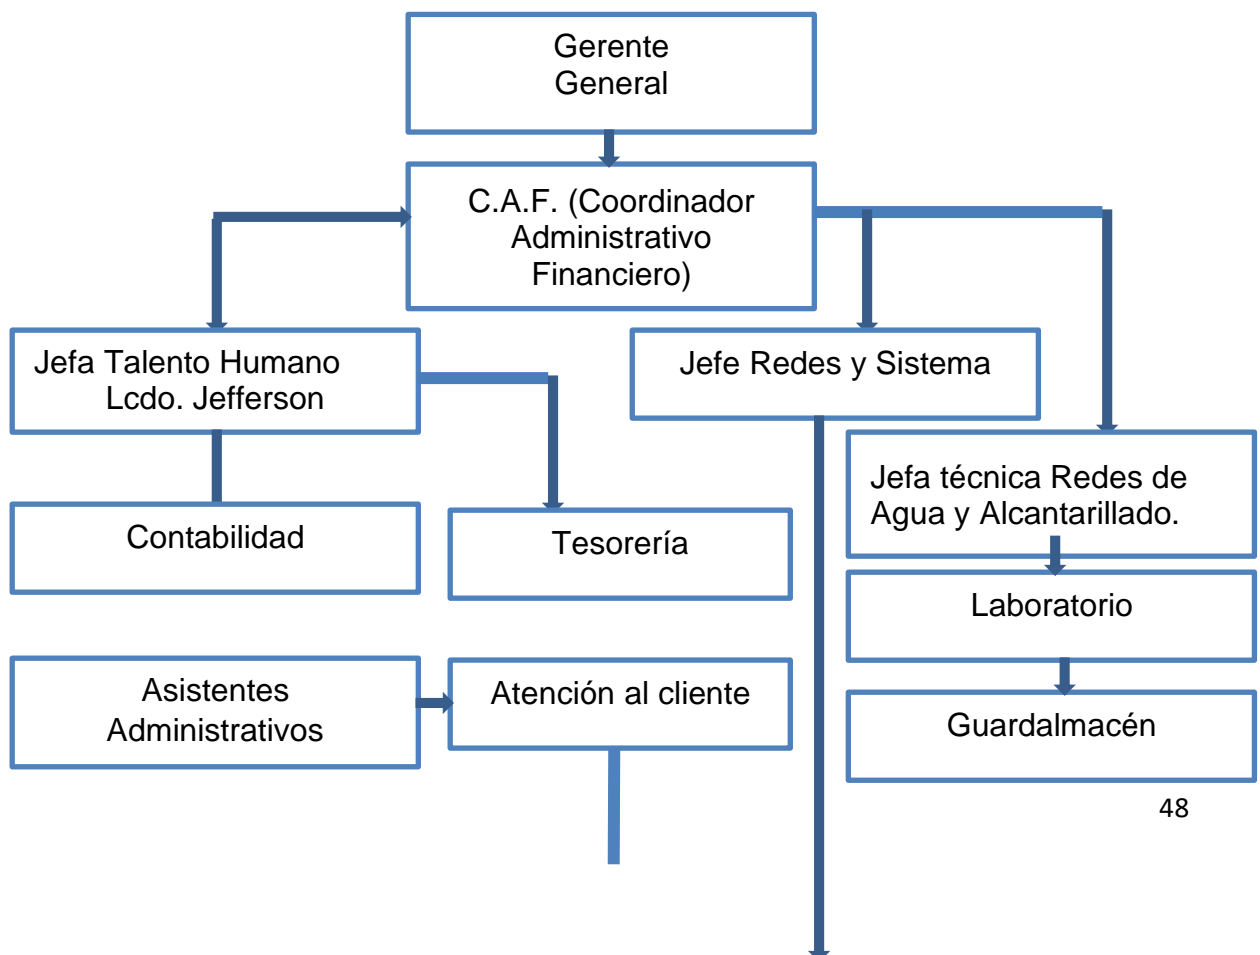 Gerente
General
C.A.F. (Coordinador
Administrativo
Financiero)
Jefa Talento Humano
Lcdo. Jefferson
Jefe Redes y Sistema
Jefa técnica Redes de
Agua y Alcantarillado.
Contabilidad
Tesorería
Laboratorio
Asistentes
Administrativos
Atención al cliente
Guardalmacén
48